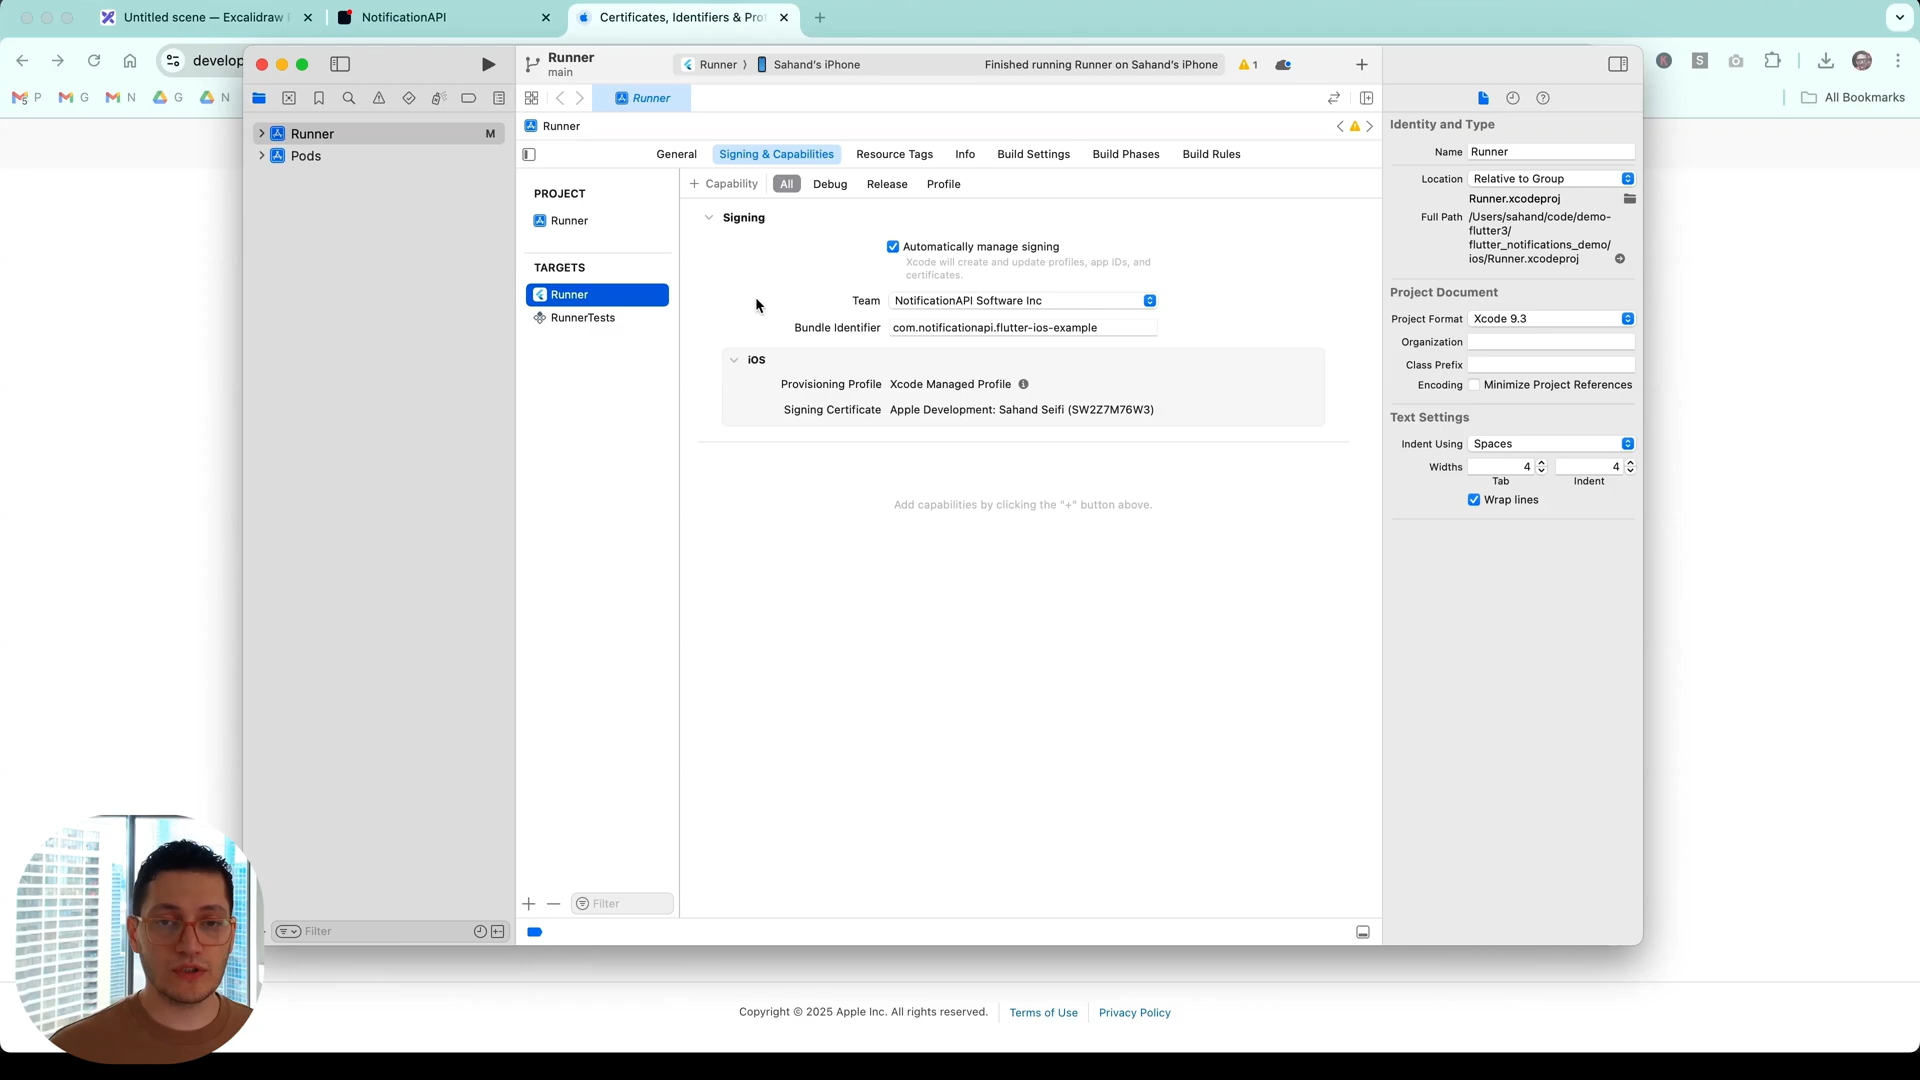 Untitled scene — Excalidraw
NotificationAPI
Certificates, Identifiers & Pro
develop
P
G
N
G
N
All Bookmarks
Runner
main
Runner
Sahand's iPhone
Finished running Runner on Sahand's iPhone
1
Runner
Runner
M
Pods
Runner
General
Signing & Capabilities
Resource Tags
Info
Build Settings
Build Phases
Build Rules
+ Capability
All
Debug
Release
Profile
PROJECT
Runner
TARGETS
Runner
RunnerTests
Signing
Automatically manage signing
Xcode will create and update profiles, app IDs, and
certificates.
Team
NotificationAPI Software Inc
Bundle Identifier
com.notificationapi.flutter-ios-example
iOS
Provisioning Profile
Xcode Managed Profile
Signing Certificate
Apple Development: Sahand Seifi (SW2Z7M76W3)
Add capabilities by clicking the "+" button above.
Filter
Filter
Identity and Type
Name
Runner
Location
Relative to Group
Runner.xcodeproj
Full Path
/Users/sahand/code/demo-
flutter3/
flutter_notifications_demo/
ios/Runner.xcodeproj
Project Document
Project Format
Xcode 9.3
Organization
Class Prefix
Encoding
Minimize Project References
Text Settings
Indent Using
Spaces
Widths
4
4
Tab
Indent
Wrap lines
Copyright © 2025 Apple Inc. All rights reserved.
Terms of Use
Privacy Policy